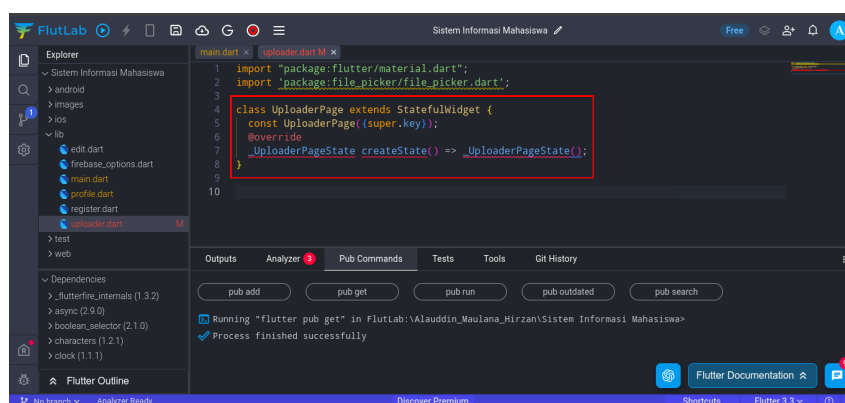 FlutLab
Sistem Informasi Mahasiswa
Free
A
Explorer
main.dart ×
uploader.dart M ×
Sistem Informasi Mahasiswa
android
images
ios
lib
edit.dart
firebase_options.dart
main.dart
profile.dart
register.dart
uploader.dart M
test
web
1
Dependencies
_flutterfire_internals (1.3.2)
async (2.9.0)
boolean_selector (2.1.0)
characters (1.2.1)
clock (1.1.1)
Flutter Outline
1 import "package:flutter/material.dart";
2 import 'package:file_picker/file_picker.dart';
3
4 class UploaderPage extends StatefulWidget {
5 const UploaderPage({super.key});
6 @override
7 _UploaderPageState createState() => _UploaderPageState();
8 }
9
10
Outputs Analyzer 3 Pub Commands Tests Tools Git History
pub add pub get pub run pub outdated pub search
Running "flutter pub get" in FlutLab:\Alauddin_Maulana_Hirzan\Sistem Informasi Mahasiswa>
Process finished successfully
Flutter Documentation
No branch Analyzer Ready Discover Premium Shortcuts Flutter 3.3